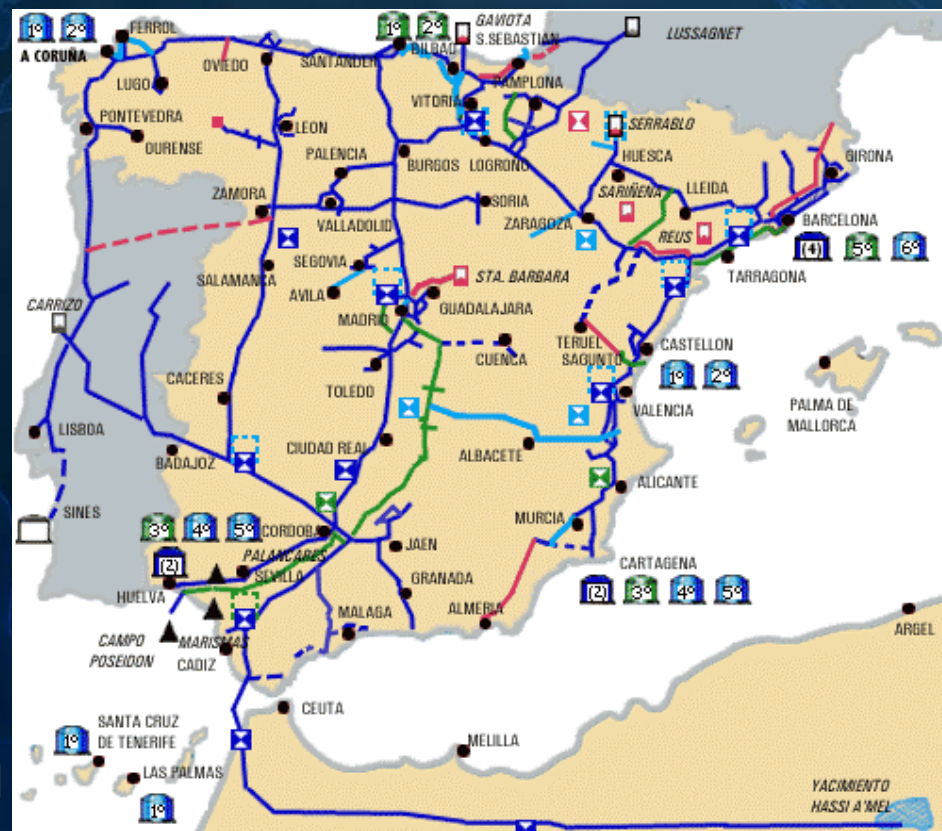 1º 2º
FERROL
A CORUÑA
LUGO
OVIEDO
SANTANDER
1º 2º
BILBAO
GAVIOTA
S.SEBASTIAN
LUSSAGNET
PAMPLONA
VITORIA
PONTEVEDRA
OURENSE
LEON
PALENCIA
BURGOS
LOGROÑO
SERRABLO
HUESCA
GIRONA
ZAMORA
VALLADOLID
SORIA
SARIÑENA
LLEIDA
ZARAGOZA
REUS
BARCELONA
(4) 5º 6º
TARRAGONA
SALAMANCA
SEGOVIA
AVILA
STA. BARBARA
MADRID
GUADALAJARA
CARRIZO
CUENCA
TERUEL
SAGUNTO
CASTELLON
1º 2º
TOLEDO
CACERES
VALENCIA
PALMA DE
MALLORCA
LISBOA
BADAJOZ
CIUDAD REAL
ALBACETE
ALICANTE
SINES
3º 4º 5º
CORDOBA
MURCIA
(2)
PALANCARES
SEVILLA
JAEN
CARTAGENA
(2) 3º 4º 5º
HUELVA
GRANADA
MALAGA
ALMERIA
CAMPO
POSEIDON
MARISMAS
CADIZ
ARGEL
CEUTA
MELILLA
1º
SANTA CRUZ
DE TENERIFE
LAS PALMAS
1º
YACIMIENTO
HASSI A'MEL